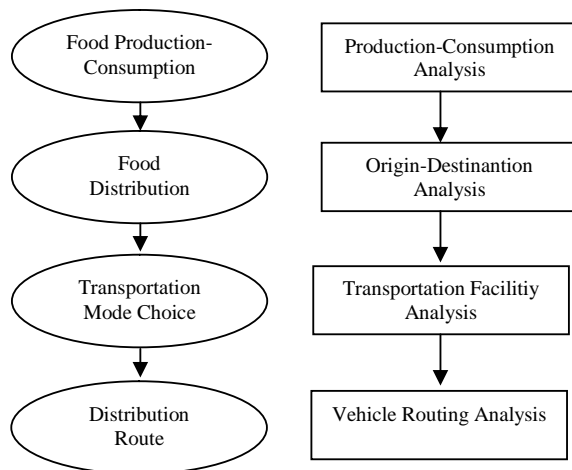 Food Production-
Consumption
Production-Consumption
Analysis
Food
Distribution
Origin-Destinantion
Analysis
Transportation
Mode Choice
Transportation Facilitiy
Analysis
Distribution
Route
Vehicle Routing Analysis